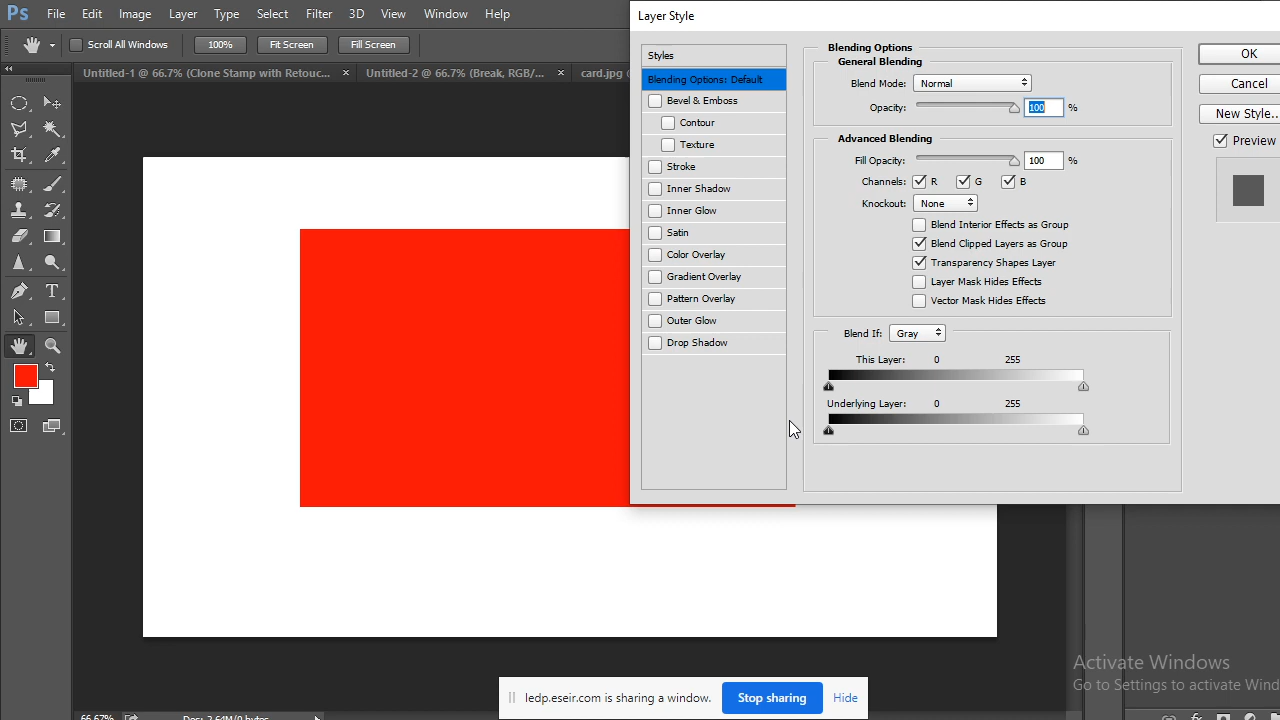 Ps File Edit Image Layer Type Select Filter 3D View Window Help
Layer Style
Scroll All Windows 100% Fit Screen Fill Screen
Untitled-1 @ 66.7% (Clone Stamp with Retouc... × Untitled-2 @ 66.7% (Break, RGB/... × card.jpg
Styles
Blending Options: Default
Bevel & Emboss
Contour
Texture
Stroke
Inner Shadow
Inner Glow
Satin
Color Overlay
Gradient Overlay
Pattern Overlay
Outer Glow
Drop Shadow
Blending Options
General Blending
Blend Mode: Normal
Opacity: 100 %
Advanced Blending
Fill Opacity: 100 %
Channels: R G B
Knockout: None
Blend Interior Effects as Group
Blend Clipped Layers as Group
Transparency Shapes Layer
Layer Mask Hides Effects
Vector Mask Hides Effects
Blend If: Gray
This Layer: 0 255
Underlying Layer: 0 255
OK
Cancel
New Style..
Preview
Activate Windows
Go to Settings to activate Wind
ledp.eseir.com is sharing a window. Stop sharing Hide
66.67% Doc: 2.64M/0 bytes